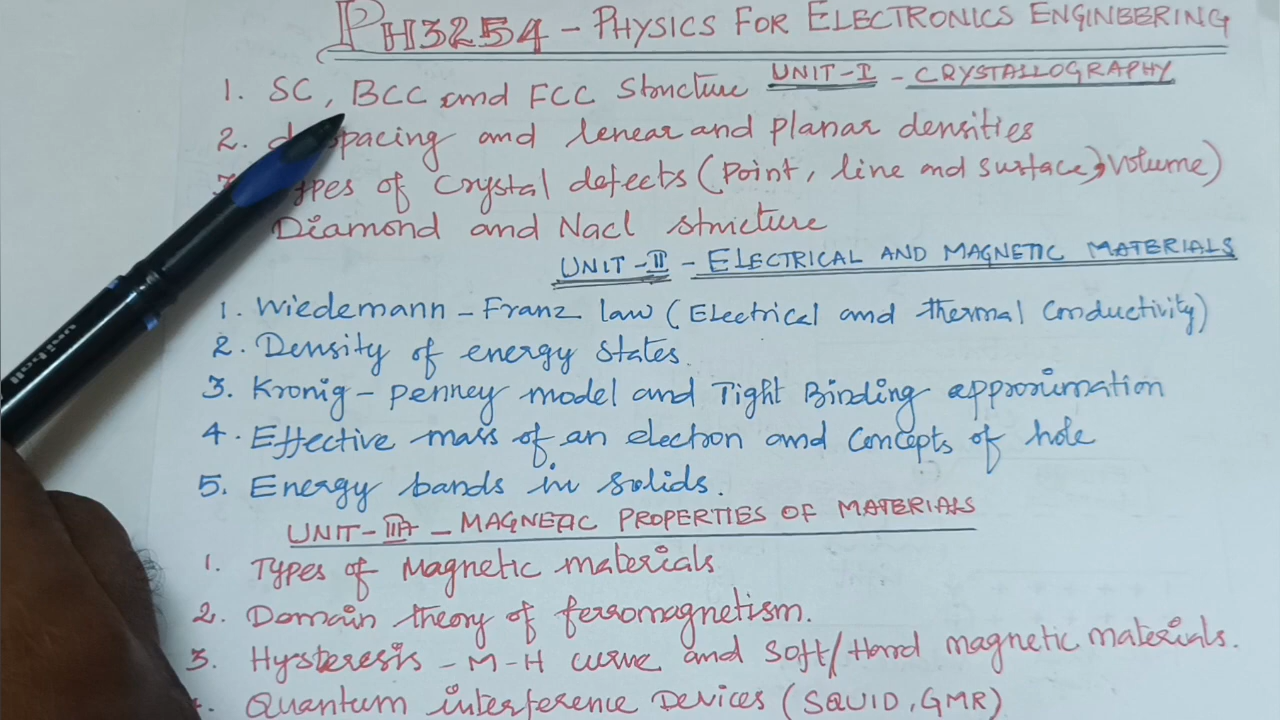 PH3254 - PHYSICS FOR ELECTRONICS ENGINEERING
UNIT-I - CRYSTALLOGRAPHY
1. SC, BCC and FCC Structure
2. d spacing and lenear and planar densities
ypes of Crystal defects (Point, line and surface, volume)
Diamond and Nacl structure
UNIT-II - ELECTRICAL AND MAGNETIC MATERIALS
1. Wiedemann - Franz law (Electrical and thermal conductivity)
2. Density of energy states.
3. Kronig - penney model and Tight Binding approximation
4. Effective mass of an electron and Concepts of hole
5. Energy bands in solids.
UNIT-III - MAGNETIC PROPERTIES OF MATERIALS
1. Types of Magnetic materials
2. Domain theory of ferromagnetism.
3. Hysteresis - M-H curve and Soft/Hard magnetic materials.
4. Quantum interference Devices (SQUID, GMR)
uniball